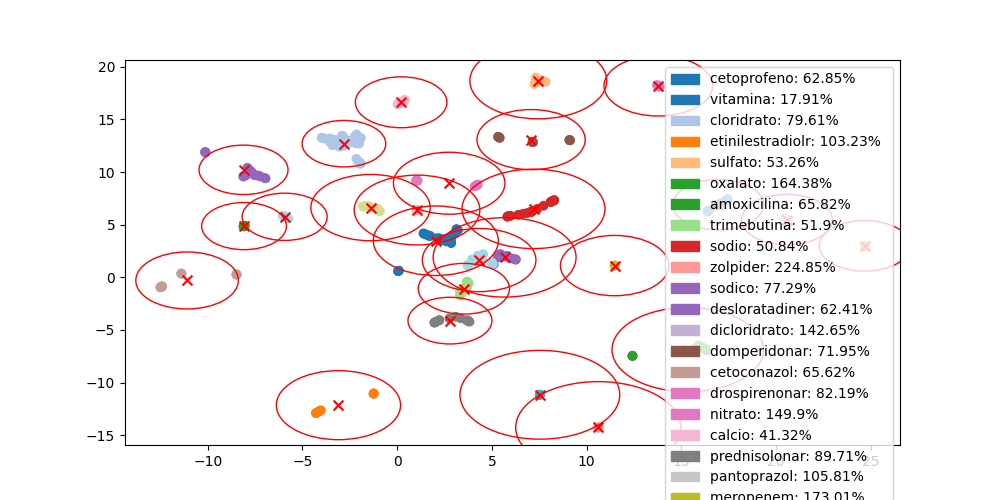 20
15
10
5
0
−5
−10
−15
−10
−5
0
5
10
15
20
25
cetoprofeno: 62.85%
vitamina: 17.91%
cloridrato: 79.61%
etinilestradiolr: 103.23%
sulfato: 53.26%
oxalato: 164.38%
amoxicilina: 65.82%
trimebutina: 51.9%
sodio: 50.84%
zolpider: 224.85%
sodico: 77.29%
desloratadiner: 62.41%
dicloridrato: 142.65%
domperidonar: 71.95%
cetoconazol: 65.62%
drospirenonar: 82.19%
nitrato: 149.9%
calcio: 41.32%
prednisolonar: 89.71%
pantoprazol: 105.81%
meropenem: 173.01%